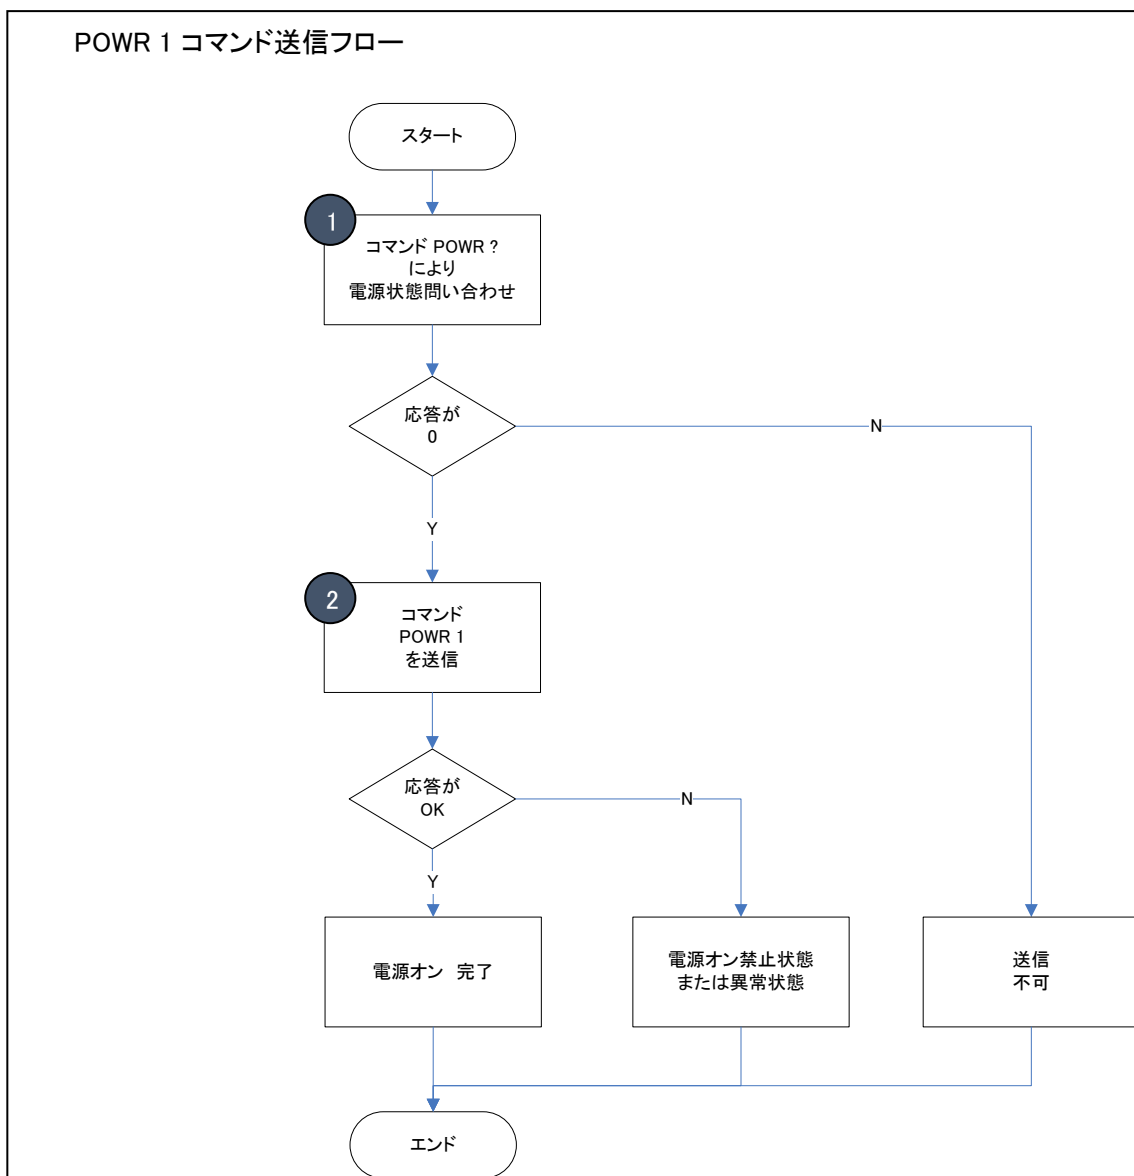 POWR 1 コマンド送信フロー
スタート
1
コマンド POWR ?
により
電源状態問い合わせ
応答が
0
N
Y
2
コマンド
POWR 1
を送信
応答が
OK
N
Y
電源オン 完了
電源オン禁止状態
または異常状態
送信
不可
エンド